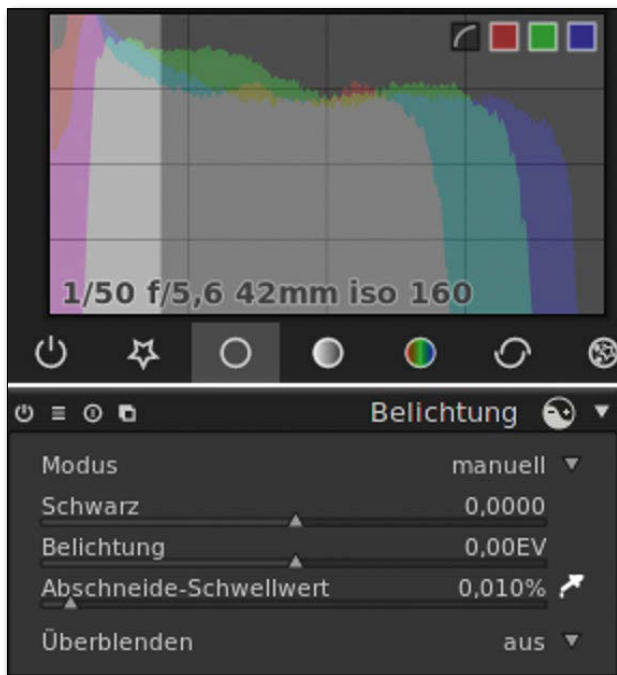 1/50 f/5,6 42mm iso 160
Belichtung
Modus manuell
Schwarz 0,0000
Belichtung 0,00EV
Abschneide-Schwellwert 0,010%
Überblenden aus